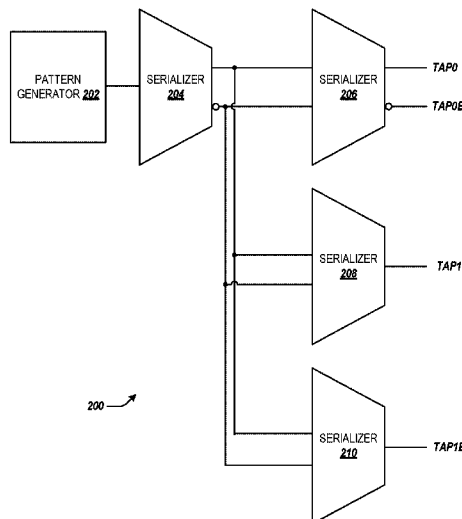 PATTERN
GENERATOR 202
SERIALIZER
204
SERIALIZER
206
TAP0
TAP0B
SERIALIZER
208
TAP1
200
SERIALIZER
210
TAP1B